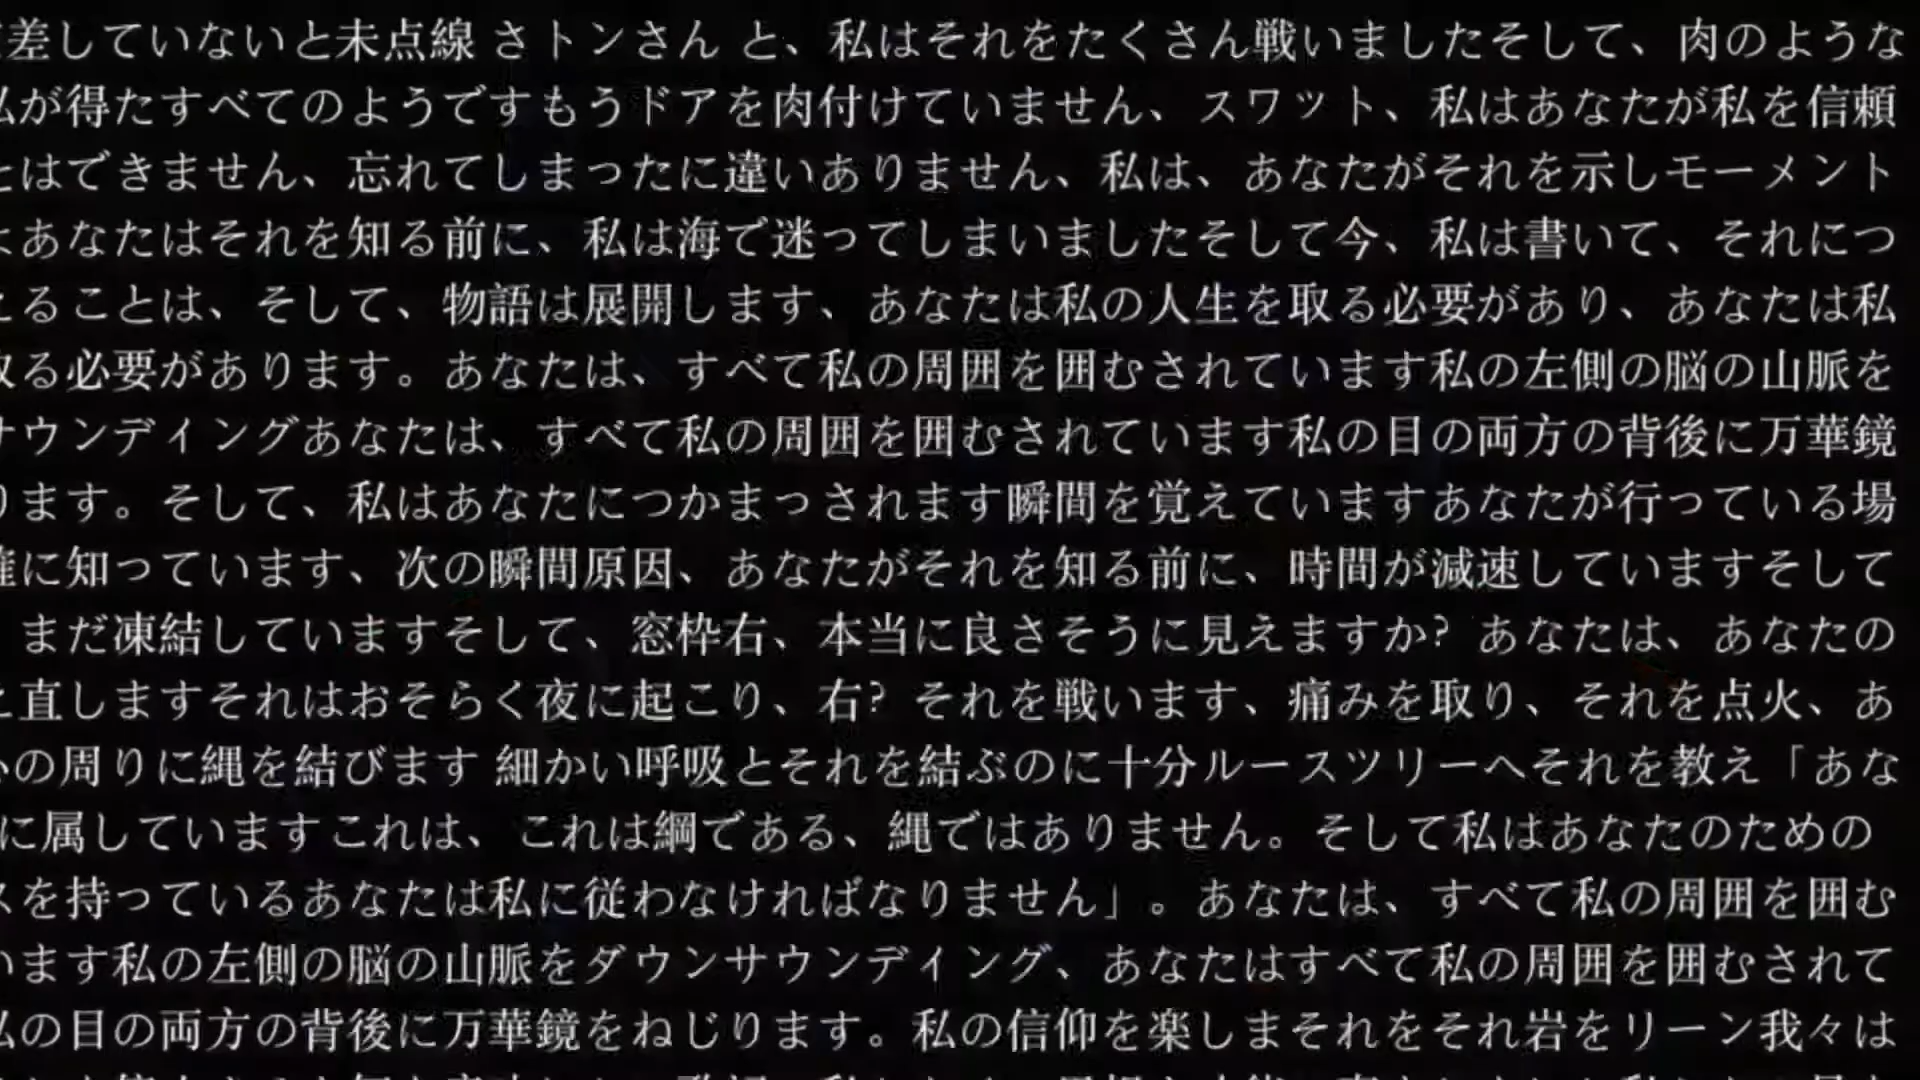 差していないと未点線 さトンさん と、私はそれをたくさん戦いましたそして、肉のような
私が得たすべてのようですもうドアを肉付けていません、スワット、私はあなたが私を信頼
とはできません、忘れてしまったに違いありません、私は、あなたがそれを示しモーメント
あなたはそれを知る前に、私は海で迷ってしまいましたそして今、私は書いて、それにつ
えることは、そして、物語は展開します、あなたは私の人生を取る必要があり、あなたは私
取る必要があります。あなたは、すべて私の周囲を囲むされています私の左側の脳の山脈を
サウンデイングあなたは、すべて私の周囲を囲むされています私の目の両方の背後に万華鏡
ります。そして、私はあなたにつかまっされます瞬間を覚えていますあなたが行っている場
確に知っています、次の瞬間原因、あなたがそれを知る前に、時間が減速していますそして
まだ凍結していますそして、窓枠右、本当に良さそうに見えますか? あなたは、あなたの
と直しますそれはおそらく夜に起こり、右? それを戦います、痛みを取り、それを点火、あ
の周りに縄を結びます 細かい呼吸とそれを結ぶのに十分ルースツリーへそれを教え「あな
に属しています これは、これは綱である、縄ではありません。そして私はあなたのための
スを持っているあなたは私に従わなければなりません」。あなたは、すべて私の周囲を囲む
います私の左側の脳の山脈をダウンサウンデイング、あなたはすべて私の周囲を囲むされて
私の目の両方の背後に万華鏡をねじります。私の信仰を楽しまそれをそれ岩をリーン我々は